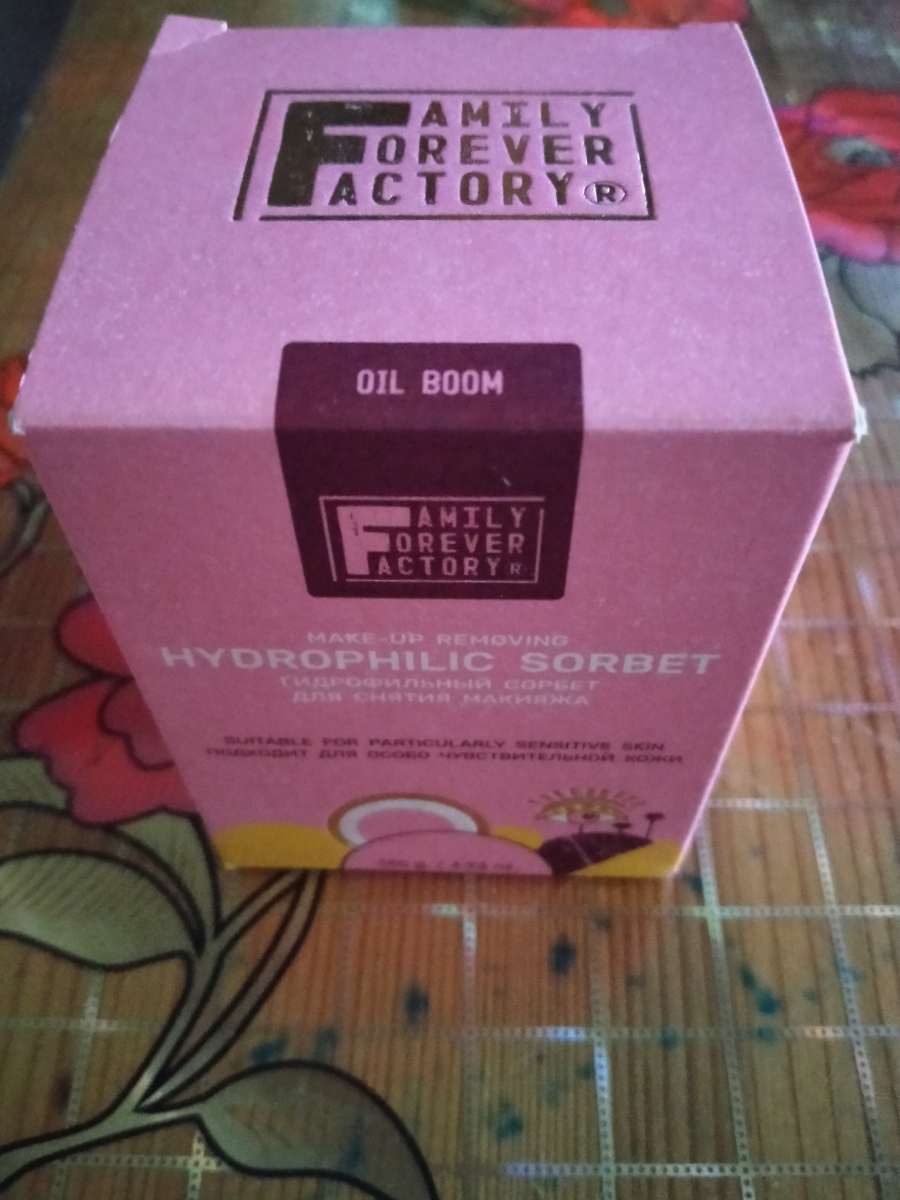 FAMILY
FOREVER
FACTORY®
OIL BOOM
FAMILY
FOREVER
FACTORY®
MAKE-UP REMOVING
HYDROPHILIC SORBET
ГИДРОФИЛЬНЫЙ СОРБЕТ
ДЛЯ СНЯТИЯ МАКИЯЖА
SUITABLE FOR PARTICULARLY SENSITIVE SKIN
ПОДХОДИТ ДЛЯ ОСОБО ЧУВСТВИТЕЛЬНОЙ КОЖИ